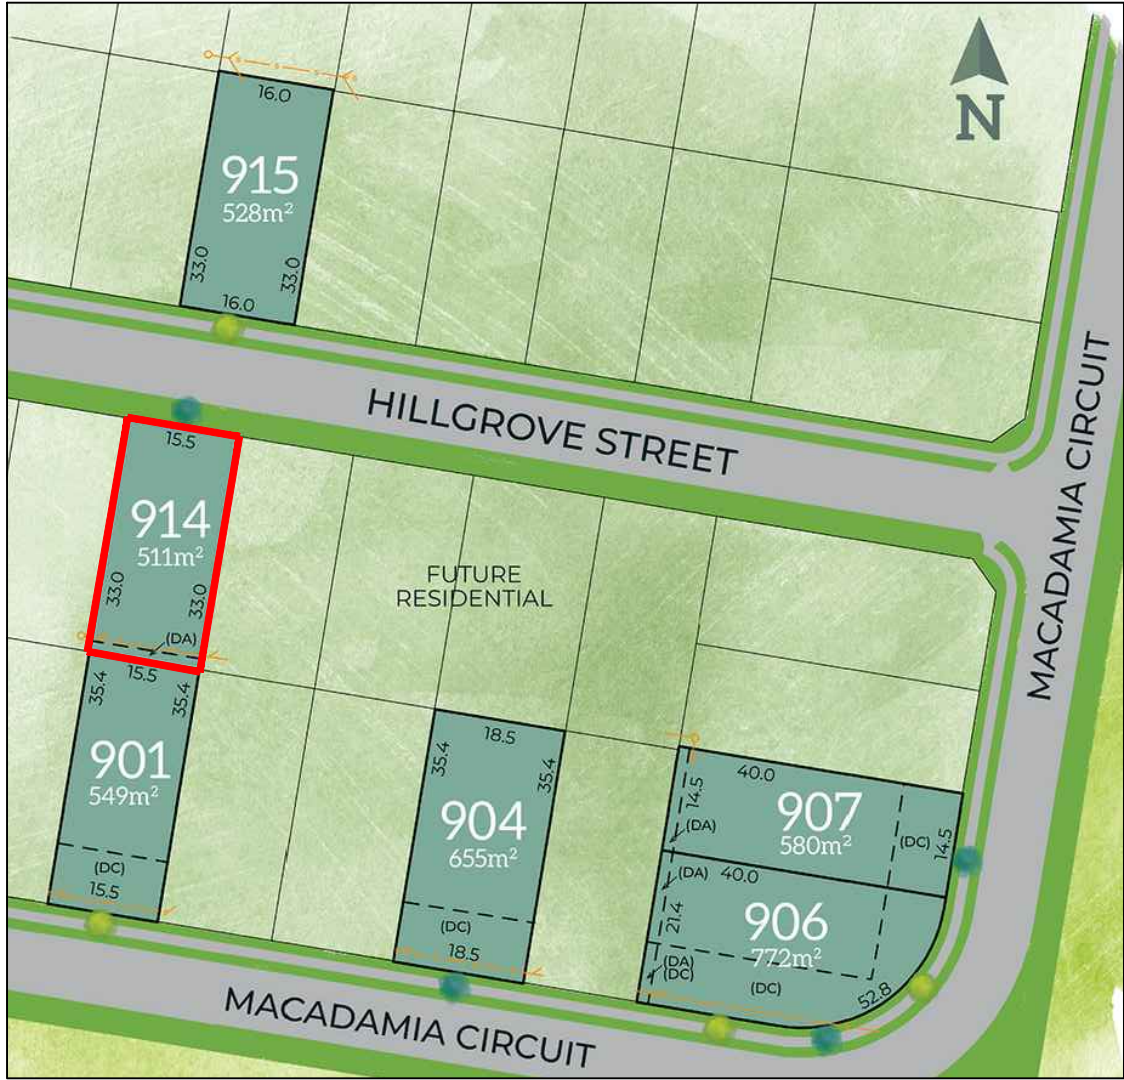 16.0
915
528m²
33.0
33.0
16.0
N
HILLGROVE STREET
MACADAMIA CIRCUIT
15.5
914
511m²
33.0
33.0
(DA)
FUTURE
RESIDENTIAL
15.5
35.4
35.4
901
549m²
(DC)
15.5
18.5
35.4
35.4
904
655m²
(DC)
18.5
40.0
14.5
907
580m²
(DA)
(DC)
14.5
(DA)
40.0
21.4
906
772m²
(DA)
(DC)
(DC)
52.8
MACADAMIA CIRCUIT